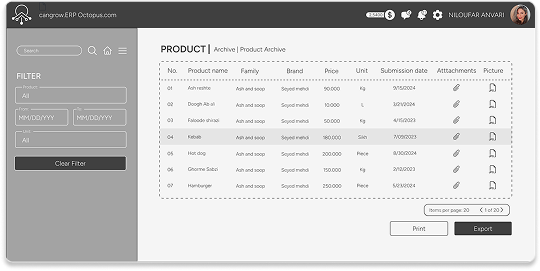 cangrow.ERP Octopus.com
NILOUFAR ANVARI
Search
FILTER
Product
All
From
MM/DD/YYY
To
MM/DD/YYY
Unit
All
Clear Filter
PRODUCT | Archive | Product Archive
No. Product name Family Brand Price Unit Submission date Atttachments Picture
01 Ash reshte Ash and soop Seyed mehdi 90.000 Kg 9/15/2024
02 Doogh Ab ali Ash and soop Seyed mehdi 10.000 L 3/21/2024
03 Faloode shirazi Ash and soop Seyed mehdi 50.000 Kg 4/15/2023
04 Kebab Ash and soop Seyed mehdi 180.000 Sikh 7/09/2023
05 Hot dog Ash and soop Seyed mehdi 200.000 Piece 8/30/2024
06 Ghorme Sabzi Ash and soop Seyed mehdi 150.000 Kg 2/12/2023
07 Hamburger Ash and soop Seyed mehdi 250.000 Piece 5/23/2024
Items per page: 20 < 1 of 20 >
Print
Export